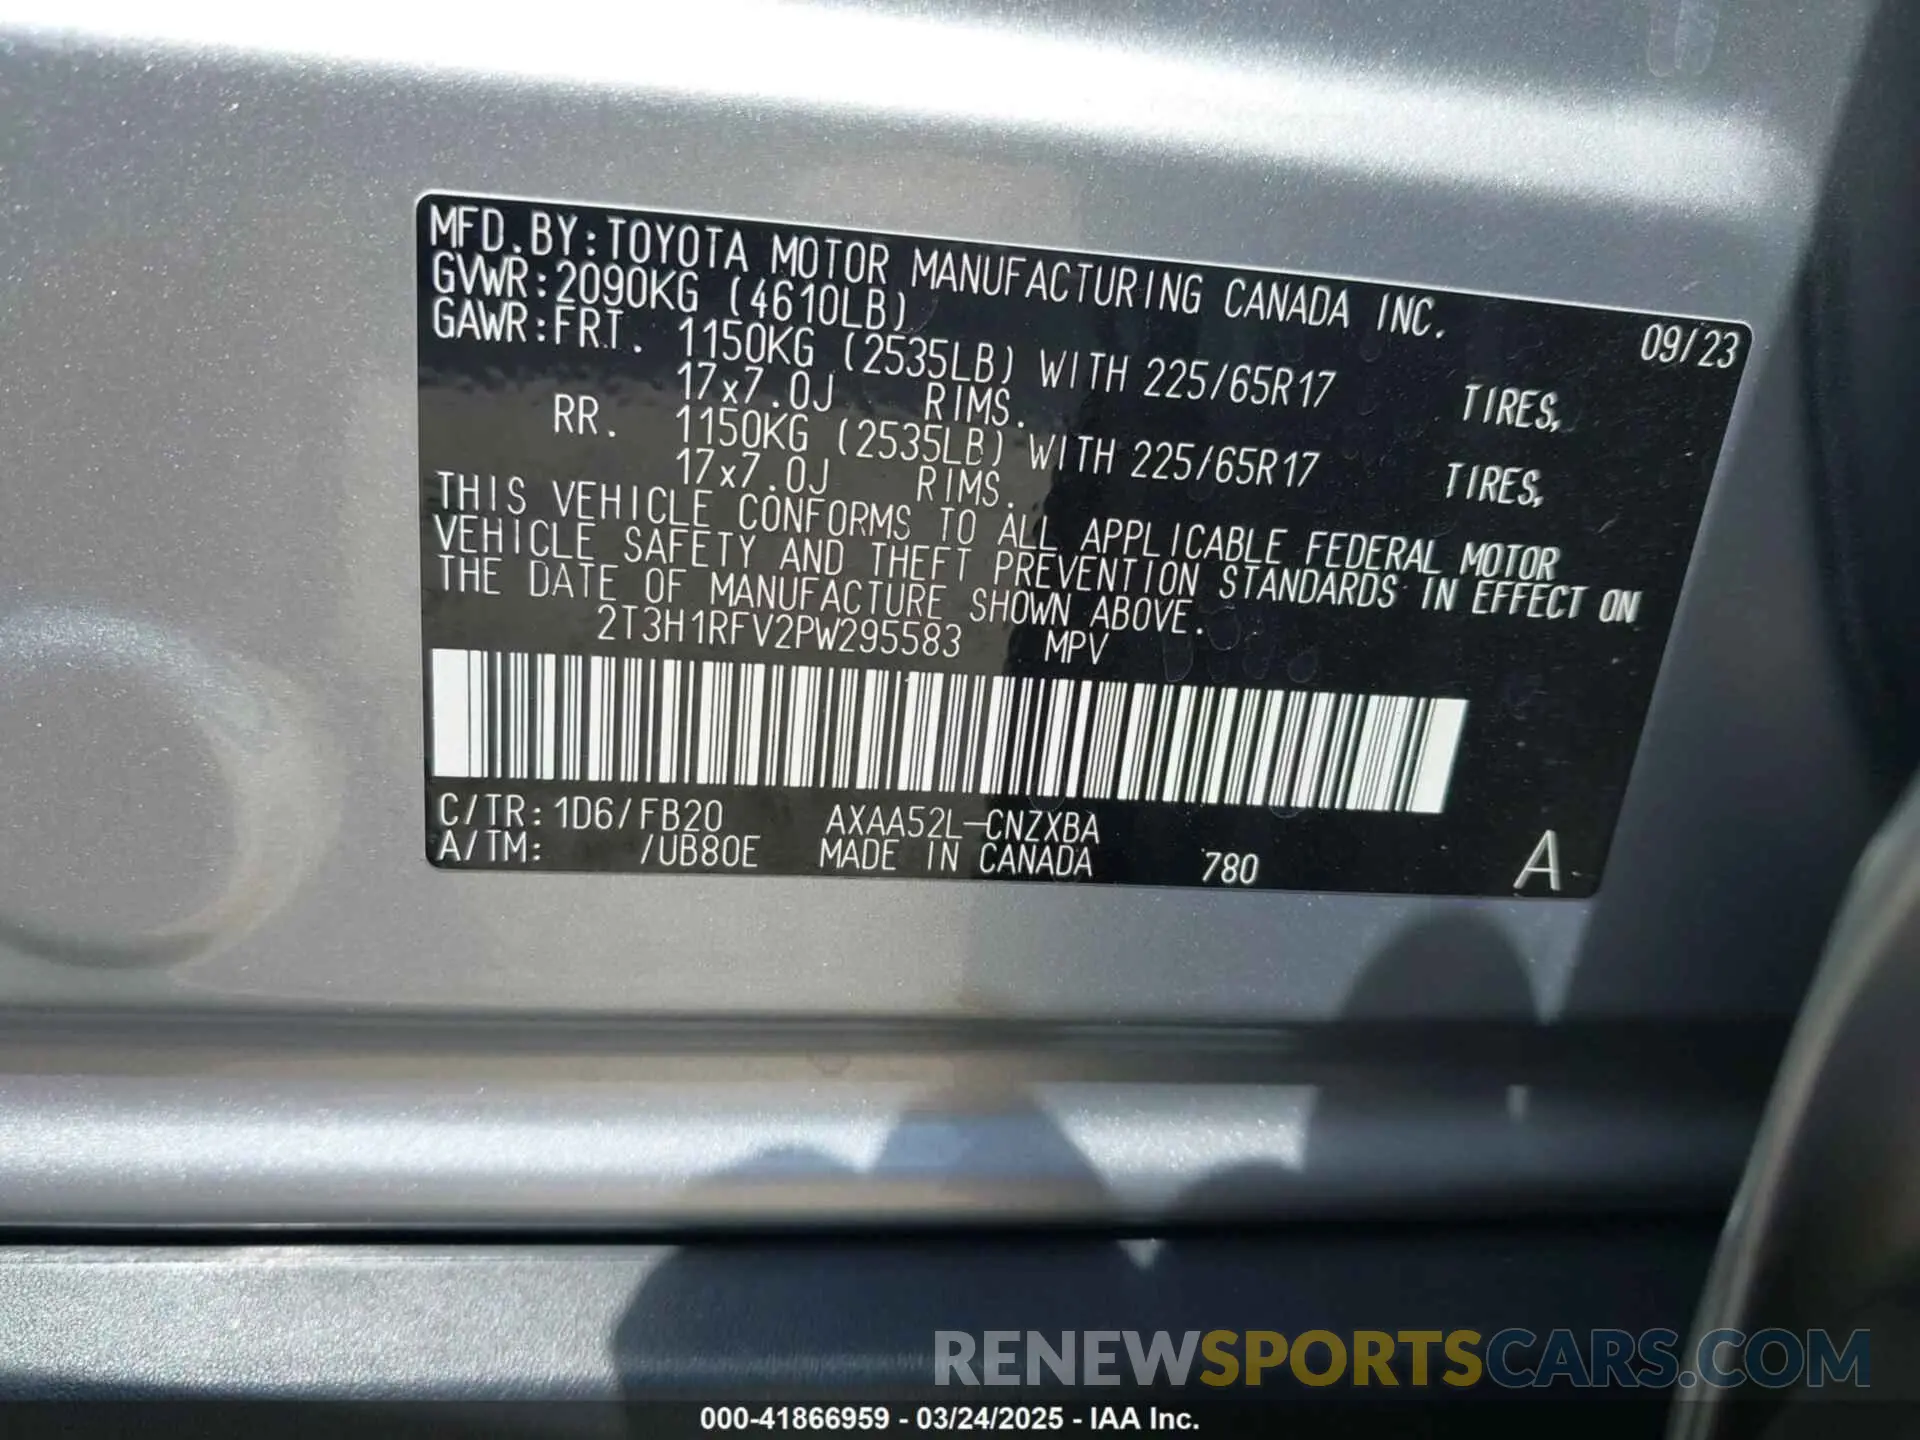 MFD.BY:TOYOTA MOTOR MANUFACTURING CANADA INC. 09/23
GVWR:2090KG (4610LB)
GAWR:FRT. 1150KG (2535LB) WITH 225/65R17 TIRES,
17x7.0J RIMS.
RR. 1150KG (2535LB) WITH 225/65R17 TIRES,
17x7.0J RIMS.
THIS VEHICLE CONFORMS TO ALL APPLICABLE FEDERAL MOTOR
VEHICLE SAFETY AND THEFT PREVENTION STANDARDS IN EFFECT ON
THE DATE OF MANUFACTURE SHOWN ABOVE.
2T3H1RFV2PW295583 MPV
C/TR:1D6/FB20 AXAA52L-CNZXBA
A/TM: /UB80E MADE IN CANADA 780 A
RENEWSPORTSCARS.COM
000-41866959 - 03/24/2025 - IAA Inc.